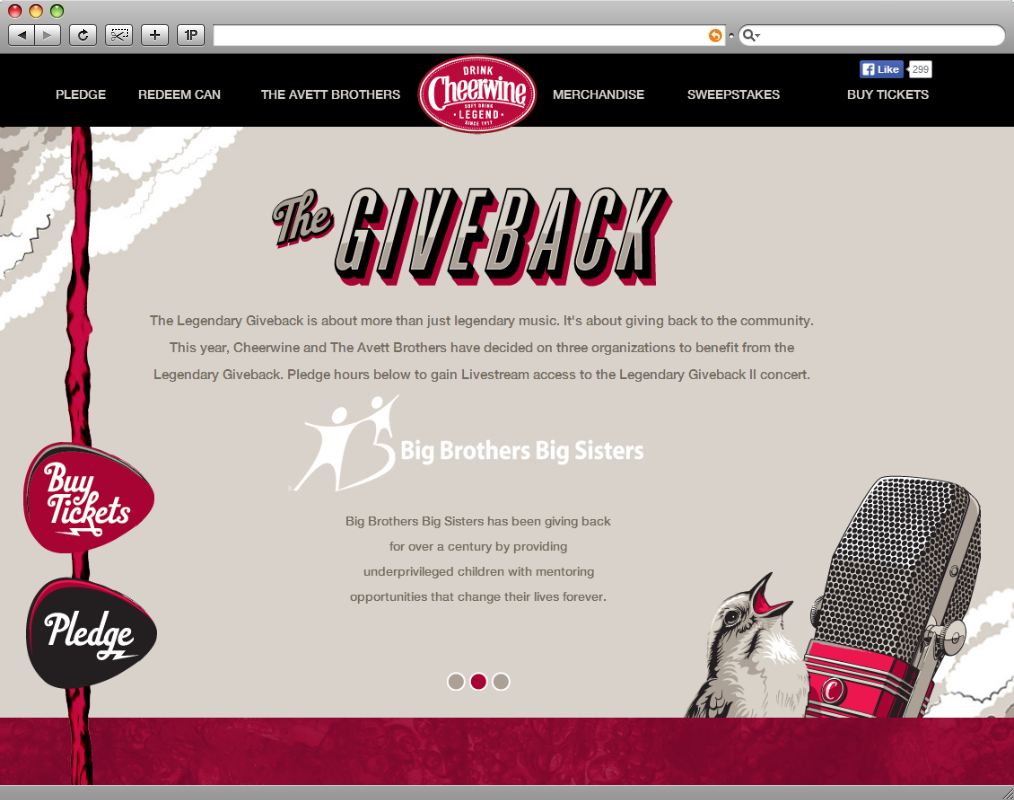 1P
Like
299
PLEDGE
REDEEM CAN
THE AVETT BROTHERS
DRINK
Cheerwine
SOFT DRINK
LEGEND
SINCE 1917
MERCHANDISE
SWEEPSTAKES
BUY TICKETS
The GIVEBACK
The Legendary Giveback is about more than just legendary music. It's about giving back to the community.
This year, Cheerwine and The Avett Brothers have decided on three organizations to benefit from the
Legendary Giveback. Pledge hours below to gain Livestream access to the Legendary Giveback II concert.
Big Brothers Big Sisters
Buy
Tickets
Big Brothers Big Sisters has been giving back
for over a century by providing
underprivileged children with mentoring
opportunities that change their lives forever.
Pledge
C